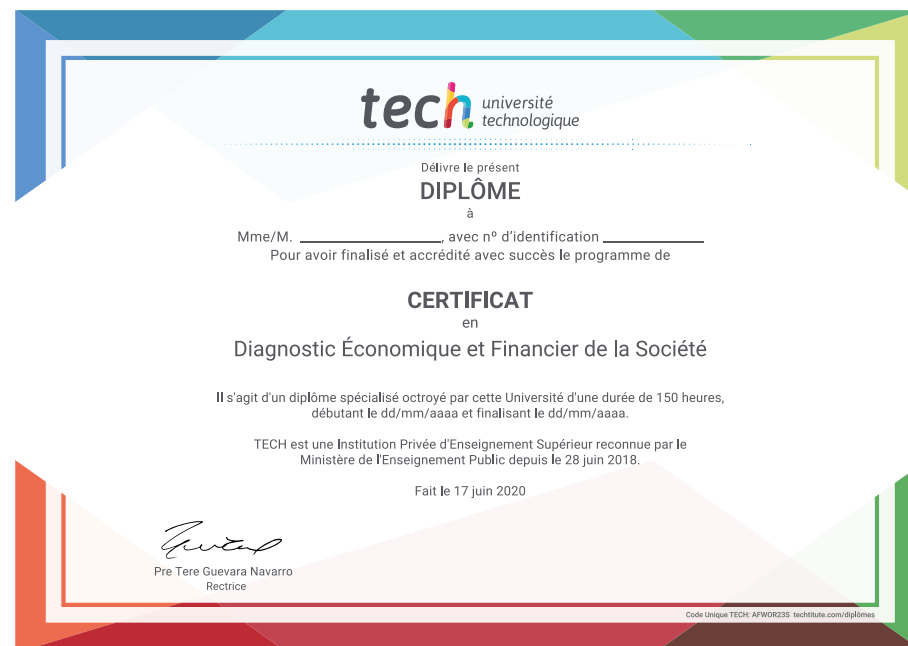 tech université
technologique
Délivre le présent
DIPLÔME
à
Mme/M. ____________________, avec nº d'identification ______________
Pour avoir finalisé et accrédité avec succès le programme de
CERTIFICAT
en
Diagnostic Économique et Financier de la Société
Il s'agit d'un diplôme spécialisé octroyé par cette Université d'une durée de 150 heures,
débutant le dd/mm/aaaa et finalisant le dd/mm/aaaa.
TECH est une Institution Privée d'Enseignement Supérieur reconnue par le
Ministère de l'Enseignement Public depuis le 28 juin 2018.
Fait le 17 juin 2020
Pre Tere Guevara Navarro
Rectrice
Code Unique TECH: AFWOR23S techtitute.com/diplômes